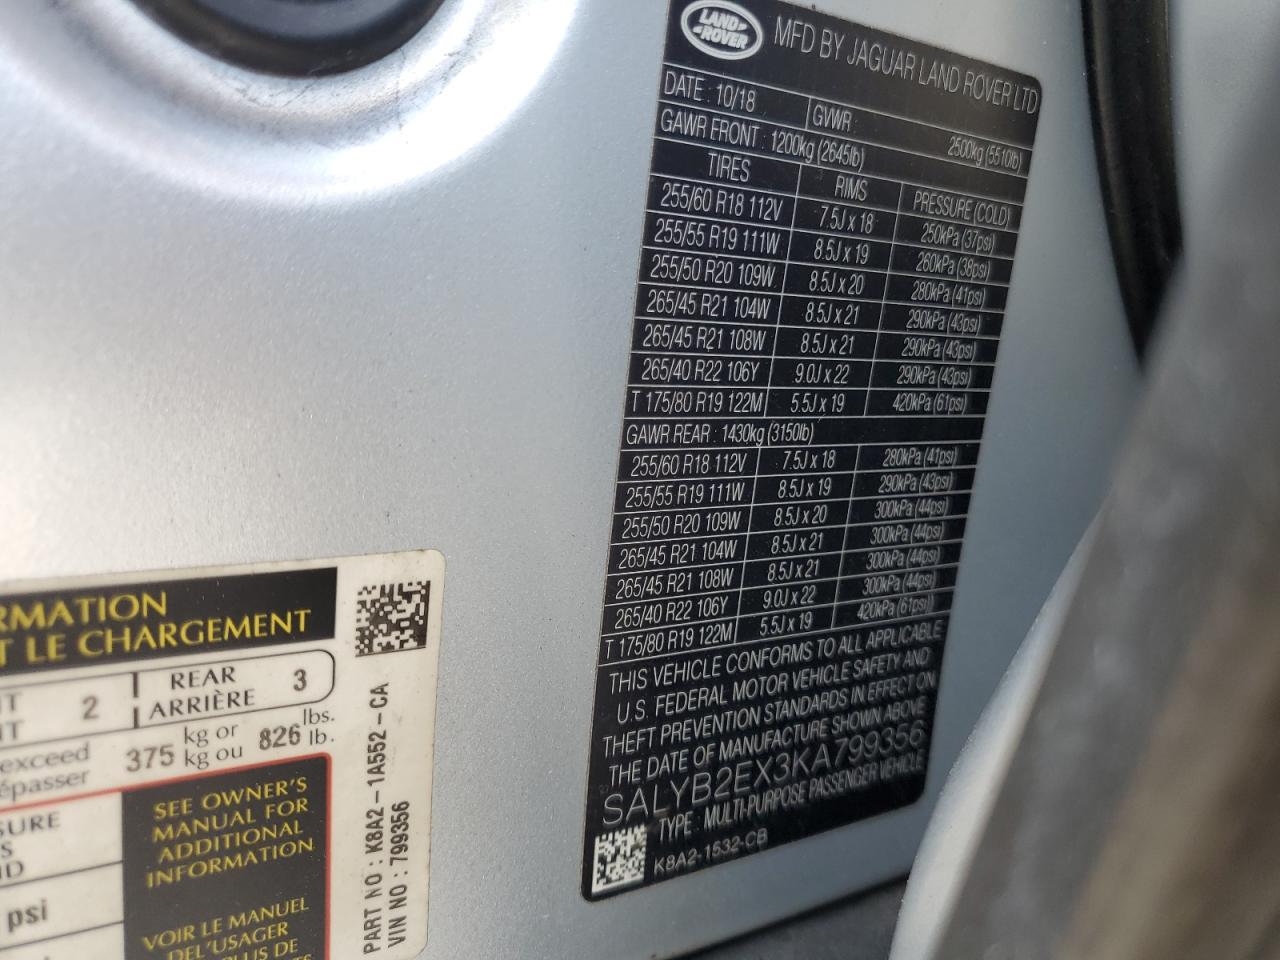 LAND ROVER
MFD BY JAGUAR LAND ROVER LTD
DATE: 10/18 GVWR: 2500kg (5510lb)
GAWR FRONT : 1200kg (2645lb)
TIRES RIMS PRESSURE (COLD)
255/60 R18 112V 7.5J x 18 250kPa (37psi)
255/55 R19 111W 8.5J x 19 260kPa (38psi)
255/50 R20 109W 8.5J x 20 280kPa (41psi)
265/45 R21 104W 8.5J x 21 290kPa (43psi)
265/45 R21 108W 8.5J x 21 290kPa (43psi)
265/40 R22 106Y 9.0J x 22 290kPa (43psi)
T 175/80 R19 122M 5.5J x 19 420kPa (61psi)
GAWR REAR : 1430kg (3150lb)
255/60 R18 112V 7.5J x 18 280kPa (41psi)
255/55 R19 111W 8.5J x 19 290kPa (43psi)
255/50 R20 109W 8.5J x 20 300kPa (44psi)
265/45 R21 104W 8.5J x 21 300kPa (44psi)
265/45 R21 108W 8.5J x 21 300kPa (44psi)
265/40 R22 106Y 9.0J x 22 300kPa (44psi)
T 175/80 R19 122M 5.5J x 19 420kPa (61psi)
THIS VEHICLE CONFORMS TO ALL APPLICABLE
U.S. FEDERAL MOTOR VEHICLE SAFETY AND
THEFT PREVENTION STANDARDS IN EFFECT ON
THE DATE OF MANUFACTURE SHOWN ABOVE
SALYB2EX3KA799356
TYPE : MULTI-PURPOSE PASSENGER VEHICLE
K8A2-1532-CB
RMATION
T LE CHARGEMENT
NT 2 REAR 3
NT ARRIÈRE
exceed 375 kg or 826 lbs.
épasser kg ou lb.
SURE
S
ID
psi
SEE OWNER'S
MANUAL FOR
ADDITIONAL
INFORMATION
VOIR LE MANUEL
DEL'USAGER
PLUS DE
PART NO : K8A2-1A552-CA
VIN NO : 799356